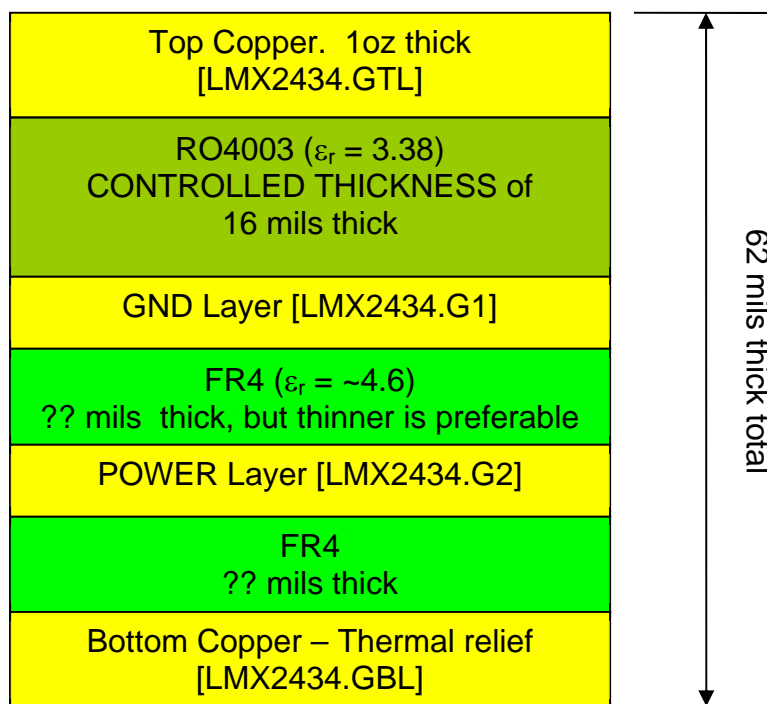 Top Copper. 1oz thick
[LMX2434.GTL]
RO4003 (εr = 3.38)
CONTROLLED THICKNESS of
16 mils thick
GND Layer [LMX2434.G1]
FR4 (εr = ~4.6)
?? mils thick, but thinner is preferable
POWER Layer [LMX2434.G2]
FR4
?? mils thick
Bottom Copper – Thermal relief
[LMX2434.GBL]
62 mils thick total